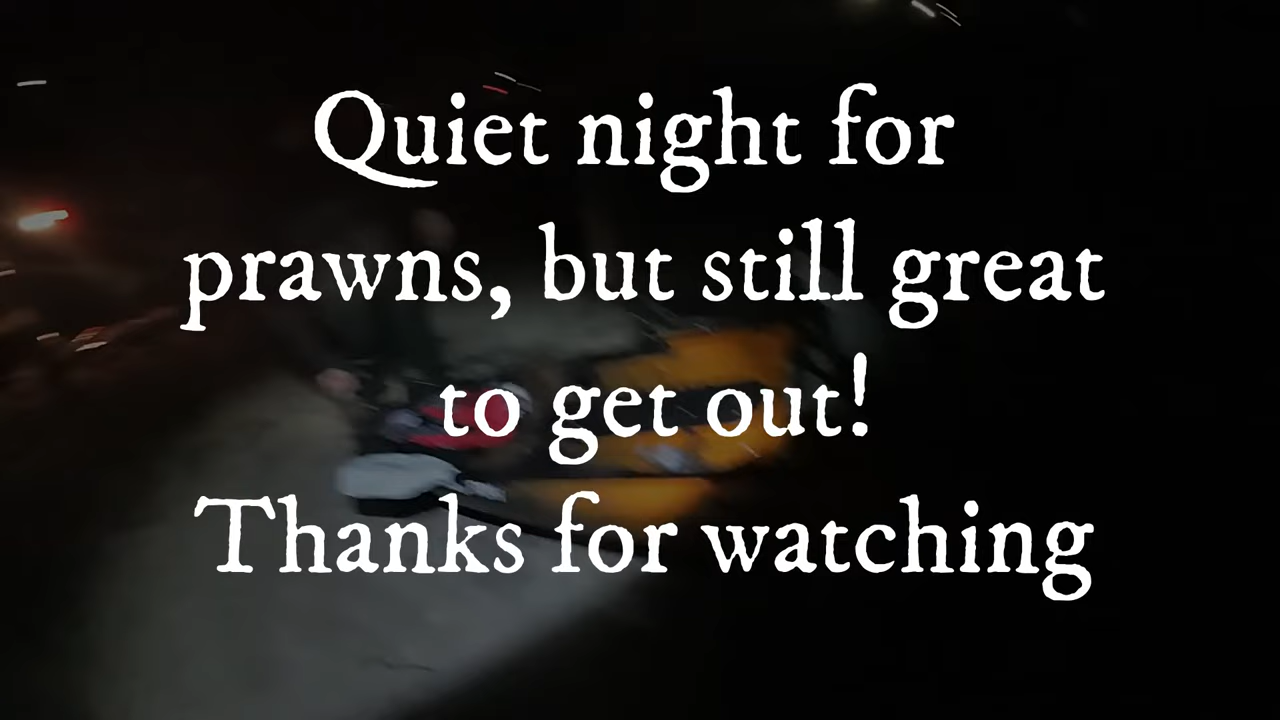 Quiet night for
prawns, but still great
to get out!
Thanks for watching